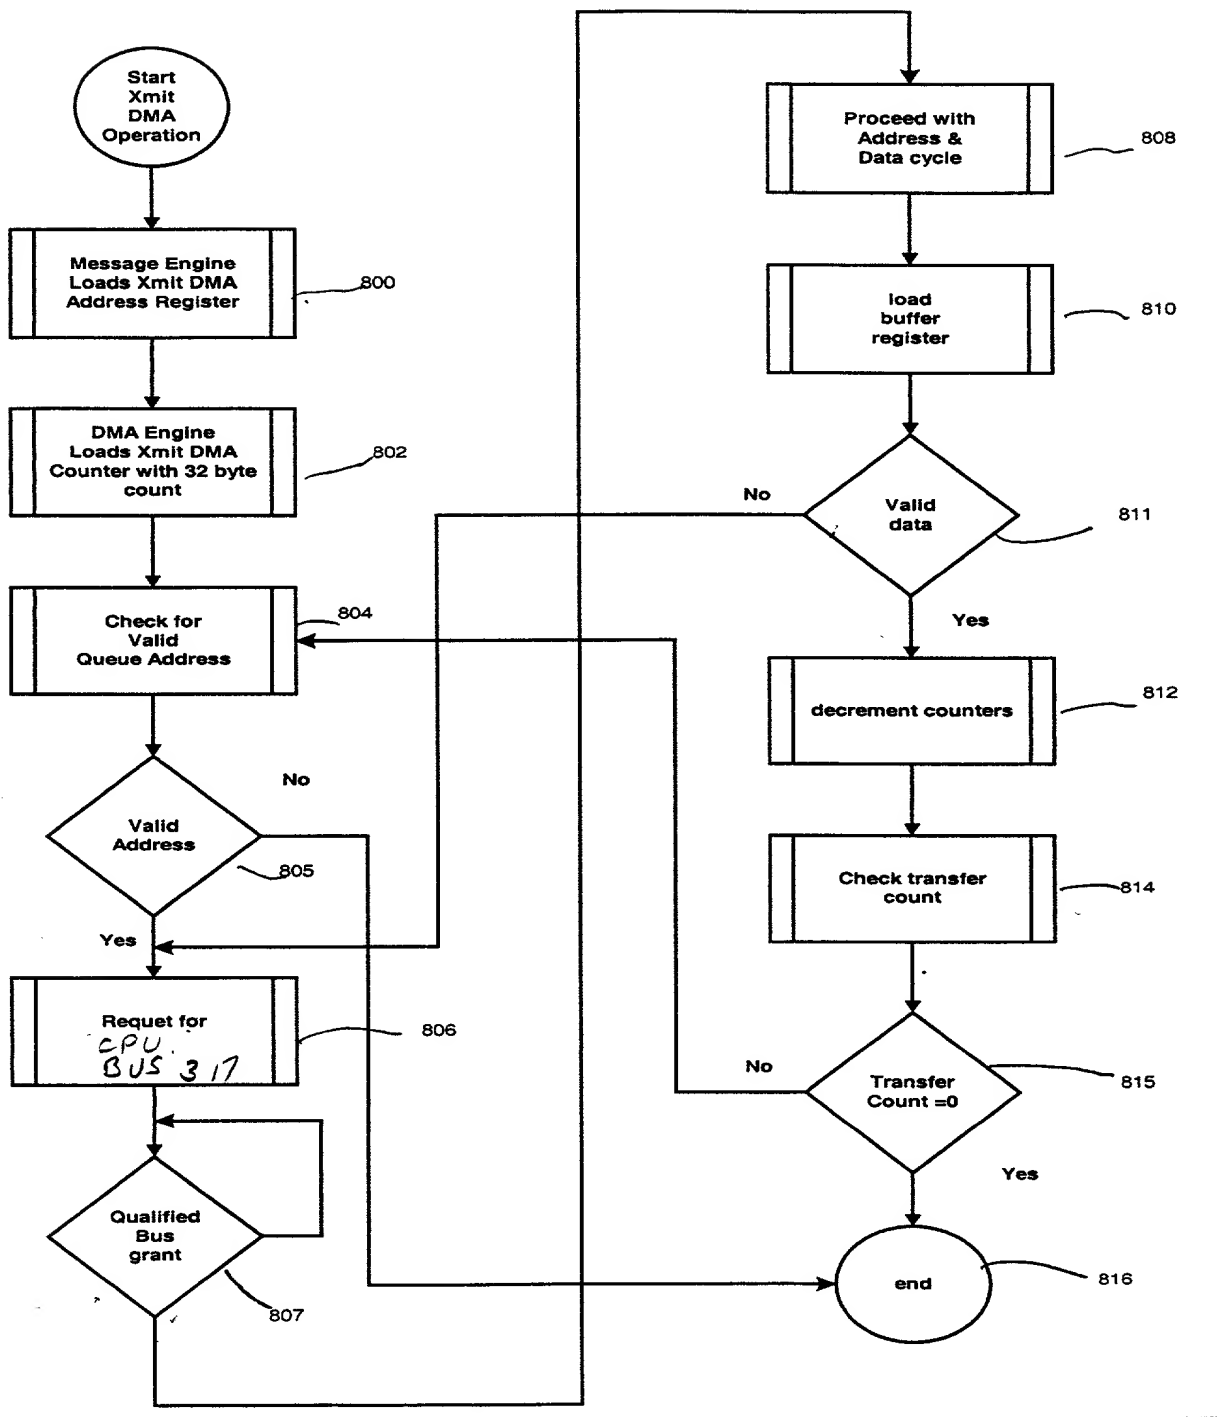 Start
Xmit
DMA
Operation
Message Engine
Loads Xmit DMA
Address Register
800
DMA Engine
Loads Xmit DMA
Counter with 32 byte
count
802
Check for
Valid
Queue Address
804
Valid
Address
No
805
Yes
Requet for
CPU
BUS 317
806
Qualified
Bus
grant
807
Proceed with
Address &
Data cycle
808
load
buffer
register
810
Valid
data
No
811
Yes
decrement counters
812
Check transfer
count
814
Transfer
Count =0
No
815
Yes
end
816